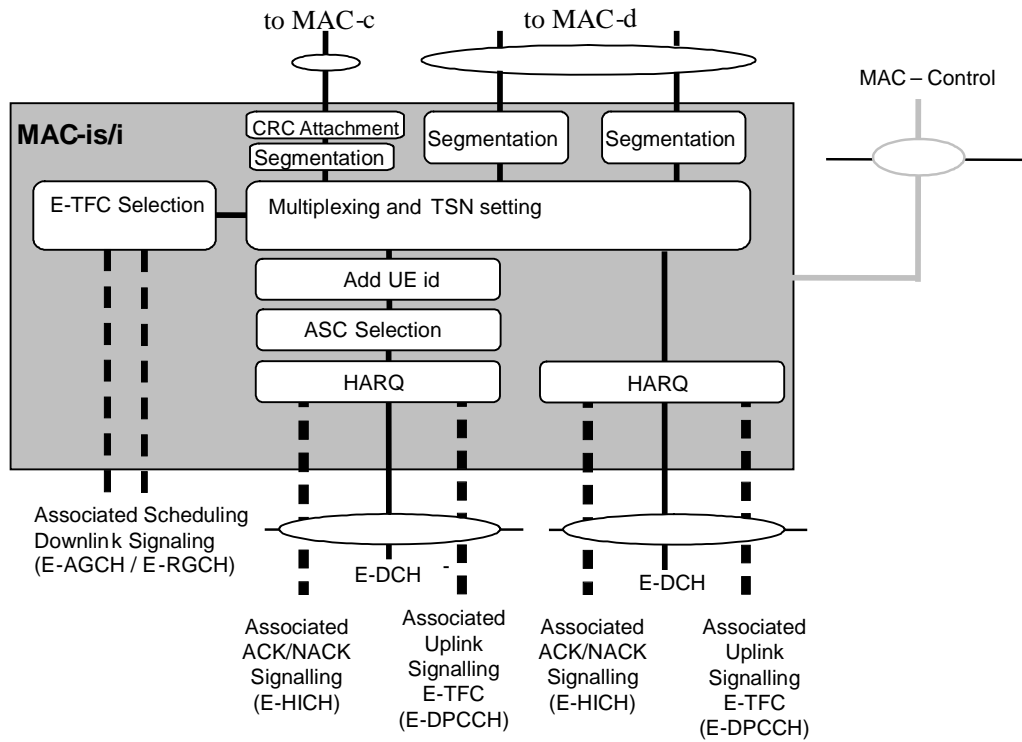 to MAC-c
to MAC-d
MAC – Control
MAC-is/i
CRC Attachment
Segmentation
Segmentation
Segmentation
E-TFC Selection
Multiplexing and TSN setting
Add UE id
ASC Selection
HARQ
HARQ
Associated Scheduling
Downlink Signaling
(E-AGCH / E-RGCH)
E-DCH
-
E-DCH
Associated
ACK/NACK
Signalling
(E-HICH)
Associated
Uplink
Signalling
E-TFC
(E-DPCCH)
Associated
ACK/NACK
Signalling
(E-HICH)
Associated
Uplink
Signalling
E-TFC
(E-DPCCH)